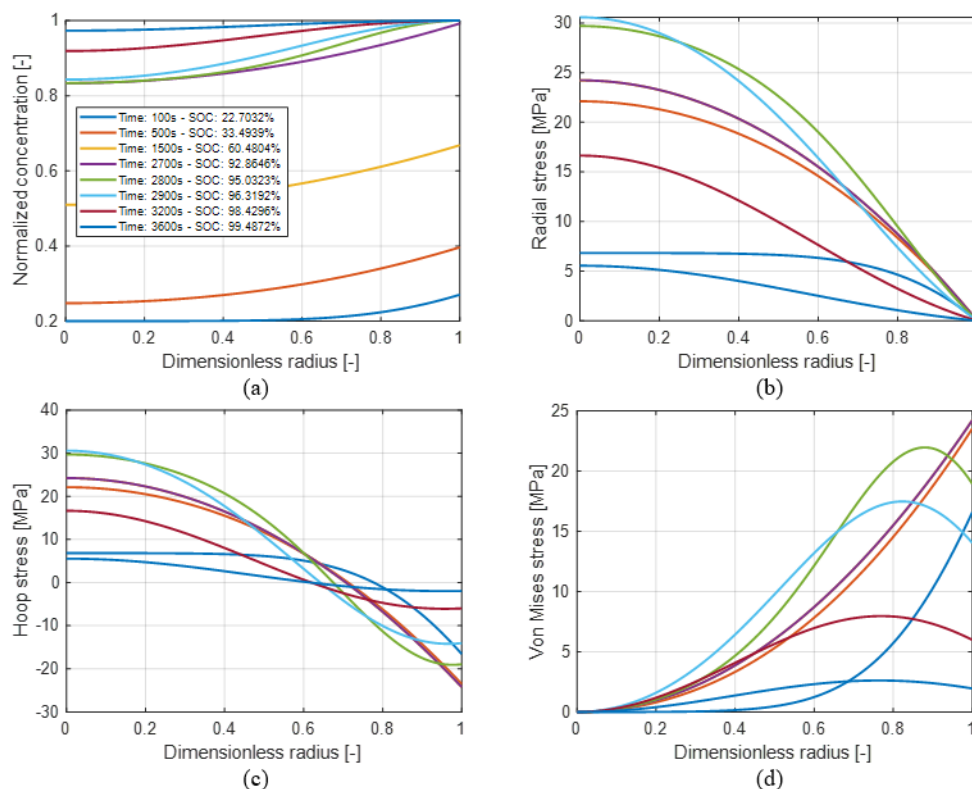 1
0.8
0.6
0.4
0.2
Normalized concentration [-]
Time: 100s - SOC: 22.7032%
Time: 500s - SOC: 33.4939%
Time: 1500s - SOC: 60.4804%
Time: 2700s - SOC: 92.8646%
Time: 2800s - SOC: 95.0323%
Time: 2900s - SOC: 96.3192%
Time: 3200s - SOC: 98.4296%
Time: 3600s - SOC: 99.4872%
0 0.2 0.4 0.6 0.8 1
Dimensionless radius [-]
(a)
30
25
20
15
10
5
0
Radial stress [MPa]
0 0.2 0.4 0.6 0.8
Dimensionless radius [-]
(b)
40
30
20
10
0
-10
-20
-30
Hoop stress [MPa]
0 0.2 0.4 0.6 0.8 1
Dimensionless radius [-]
(c)
25
20
15
10
5
0
Von Mises stress [MPa]
0 0.2 0.4 0.6 0.8 1
Dimensionless radius [-]
(d)